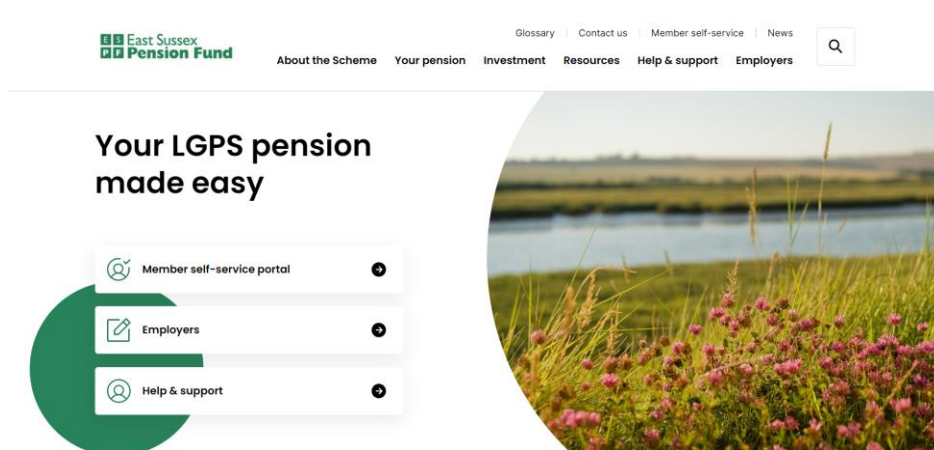 Glossary
Contact us
Member self-service
News
E S East Sussex
P F Pension Fund
About the Scheme
Your pension
Investment
Resources
Help & support
Employers
Your LGPS pension
made easy
Member self-service portal
Employers
Help & support